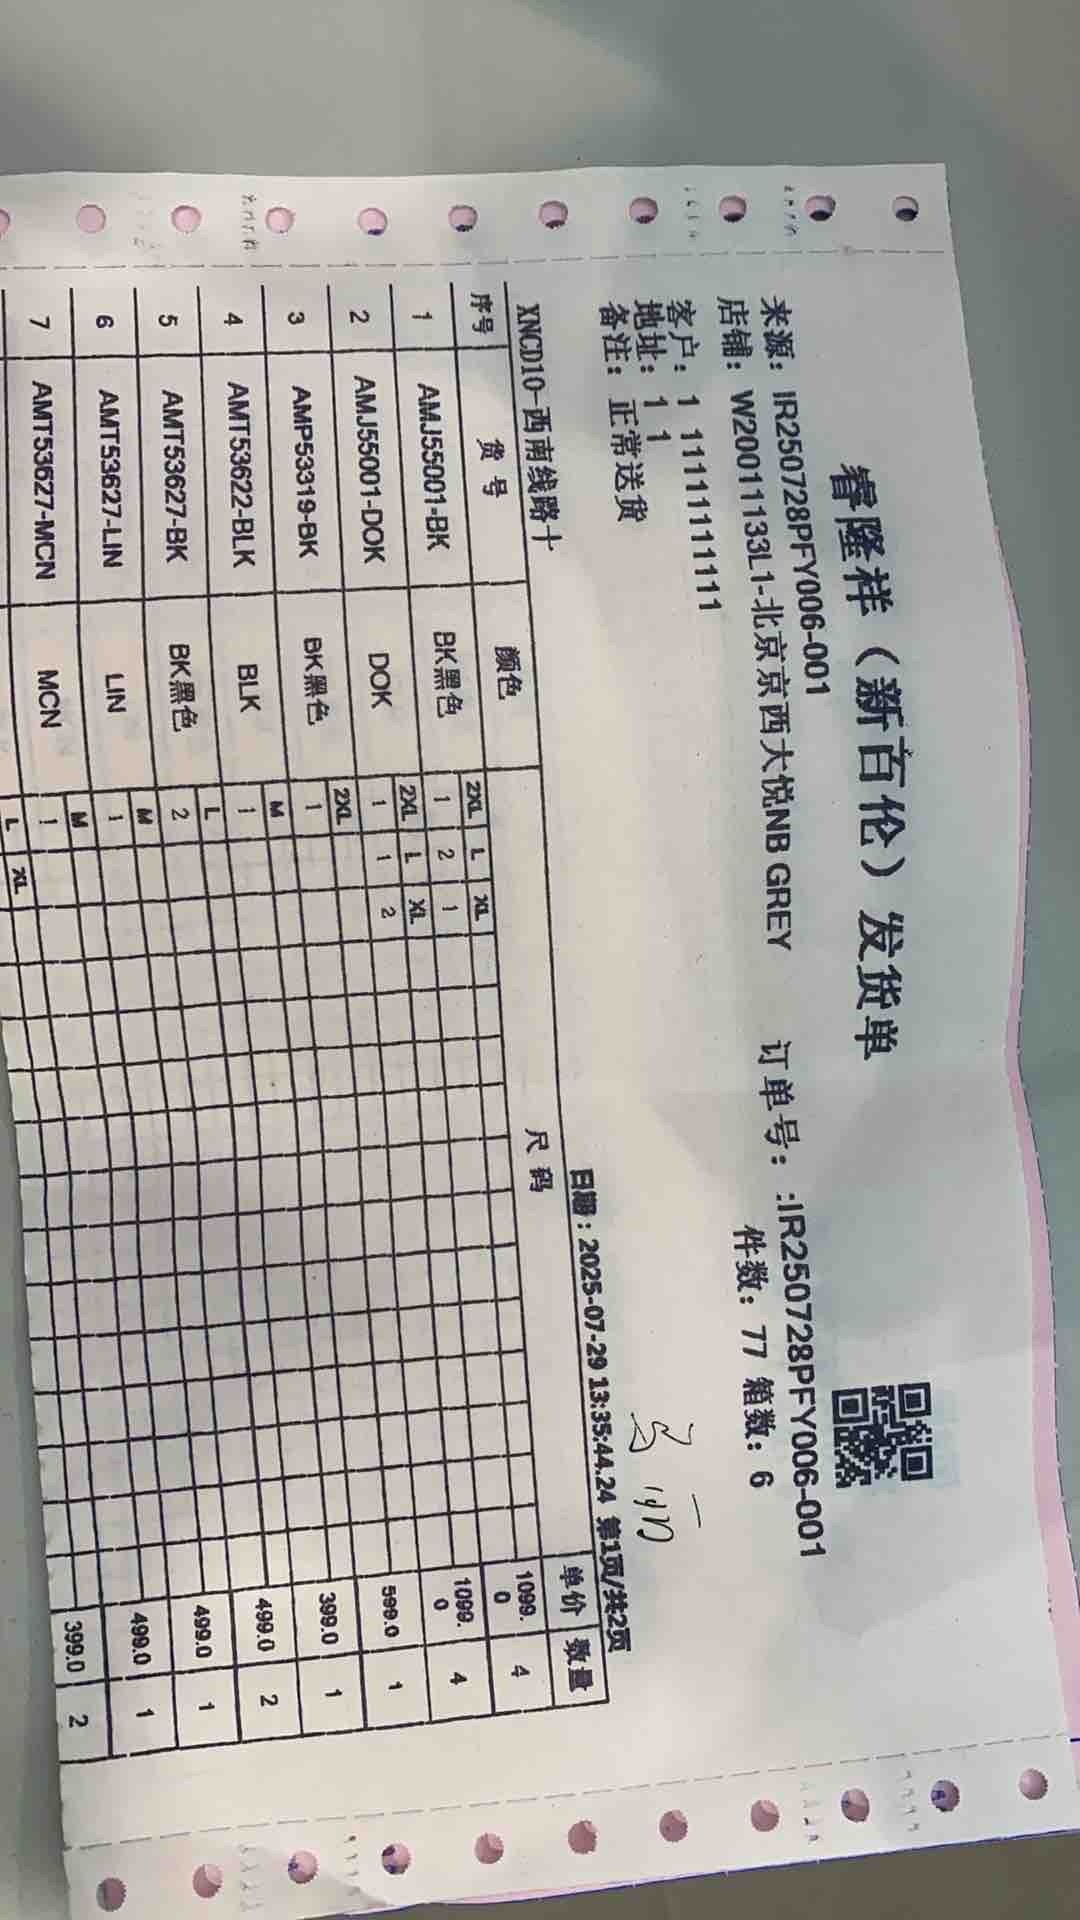 睿隆祥（新百伦）发货单
来源：IR250728PFY006-001 订单号：:IR250728PFY006-001
店铺：W20011133L1-北京京西大悦NB GREY 件数：77 箱数：6
客户：1 11111111111
地址：1 1
备注：正常送货
XNCD10-西南线路十 日期：2025-07-29 13:35:44.24 第1页/共2页
序号 货号 颜色 尺码 单价 数量
2XL L XL
1 AMJ55001-BK BK黑色 1 2 1 1099.0 4
2XL L XL
2 AMJ55001-DOK DOK 1 1 2 1099.0 4
2XL
3 AMP53319-BK BK黑色 1 599.0 1
M
4 AMT53622-BLK BLK 1 399.0 1
L
5 AMT53627-BK BK黑色 2 499.0 2
M
6 AMT53627-LIN LIN 1 499.0 1
M
7 AMT53627-MCN MCN 1 499.0 1
L XL
399.0 2